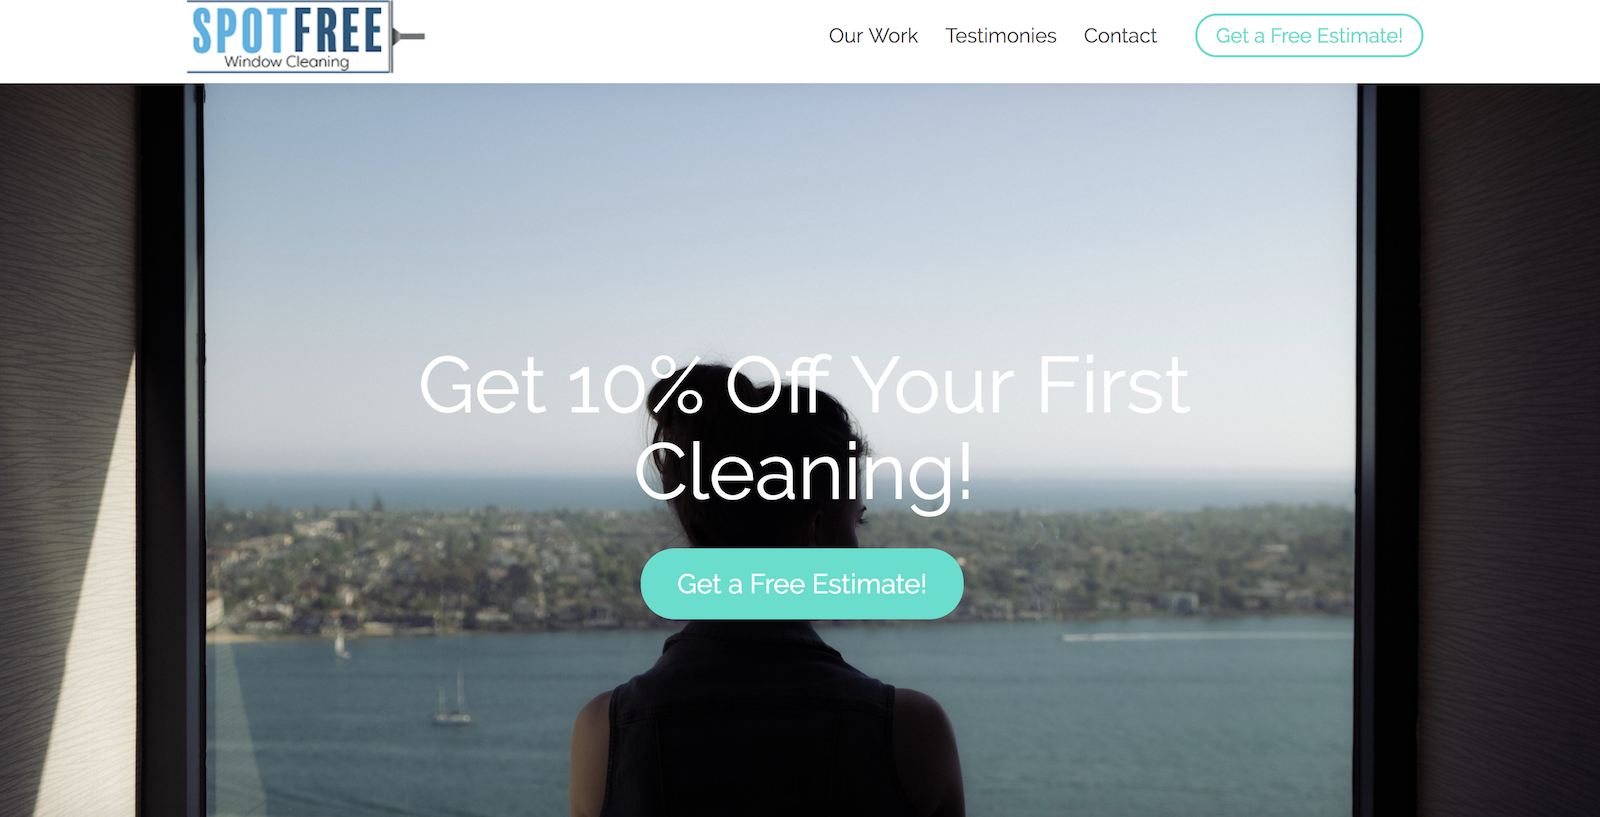 SPOTFREE
Window Cleaning
Our Work Testimonies Contact Get a Free Estimate!
Get 10% Off Your First
Cleaning!
Get a Free Estimate!